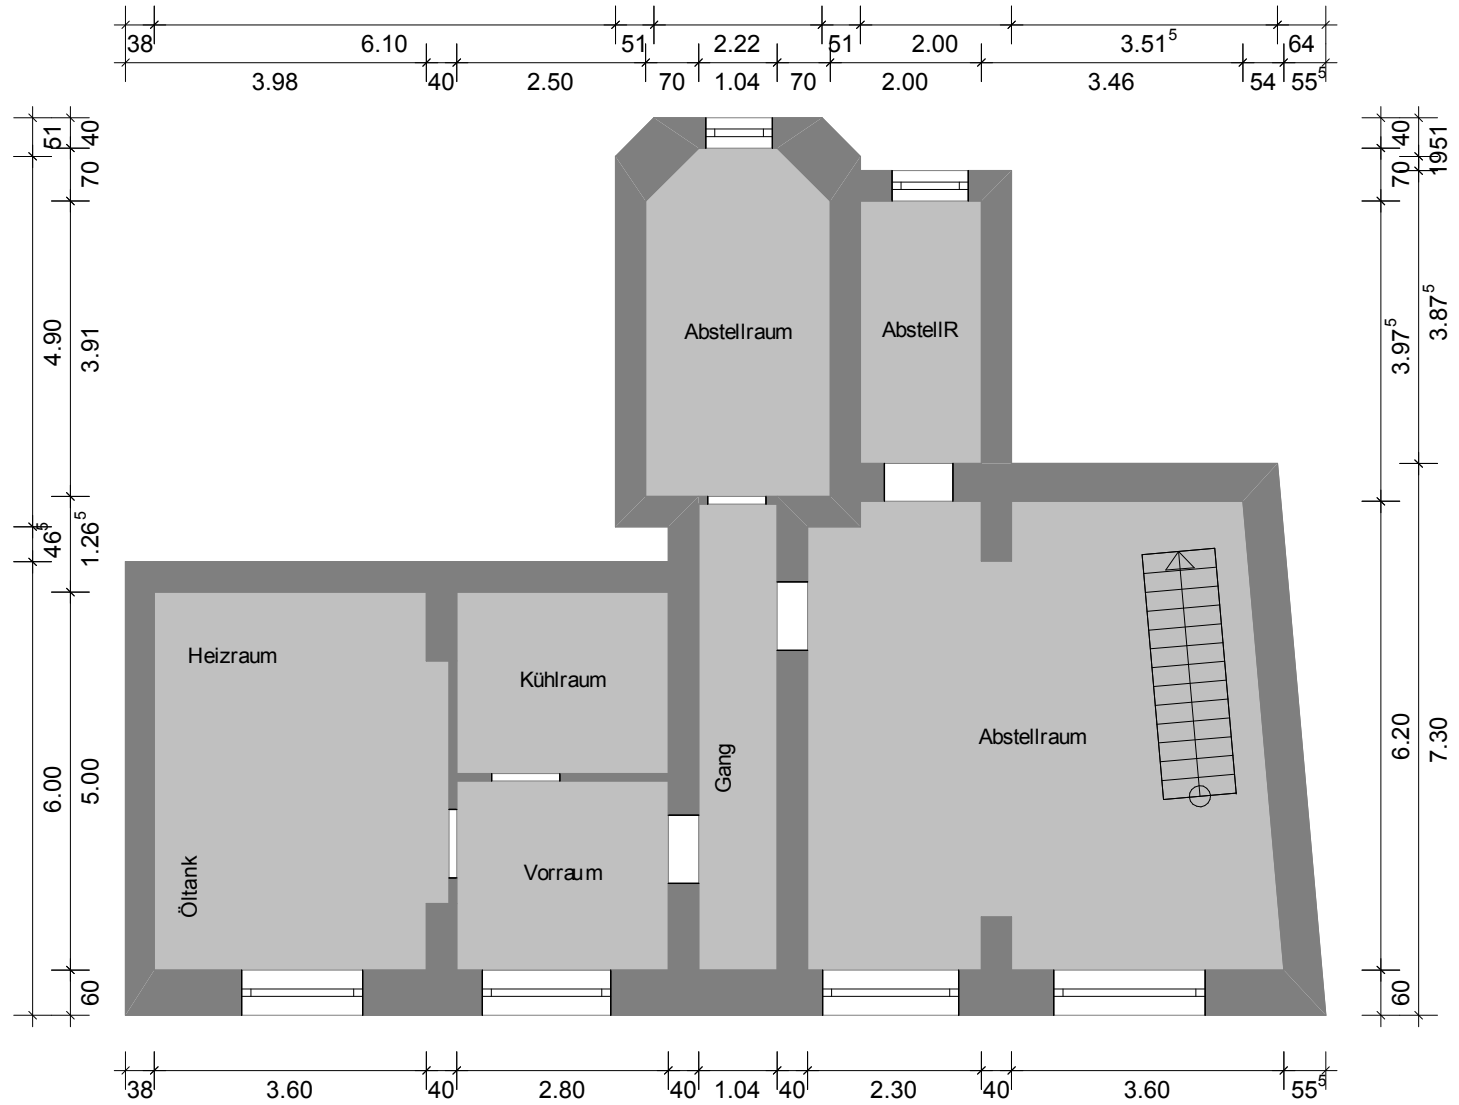 38 6.10 51 2.22 51 2.00 3.51⁵ 64
3.98 40 2.50 70 1.04 70 2.00 3.46 54 55⁵
51 40
70
4.90 3.91
46⁵ 1.26⁵
6.00 5.00
60
40 51
70 19
3.97⁵ 3.87⁵
6.20 7.30
60
Abstellraum
AbstellR
Heizraum
Kühlraum
Gang
Abstellraum
Vorraum
Öltank
38 3.60 40 2.80 40 1.04 40 2.30 40 3.60 55⁵